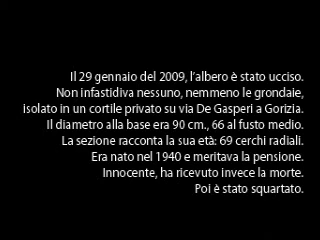 Il 29 gennaio del 2009, l'albero è stato ucciso.
Non infastidiva nessuno, nemmeno le grondaie,
isolato in un cortile privato su via De Gasperi a Gorizia.
Il diametro alla base era 90 cm., 66 al fusto medio.
La sezione racconta la sua età: 69 cerchi radiali.
Era nato nel 1940 e meritava la pensione.
Innocente, ha ricevuto invece la morte.
Poi è stato squartato.